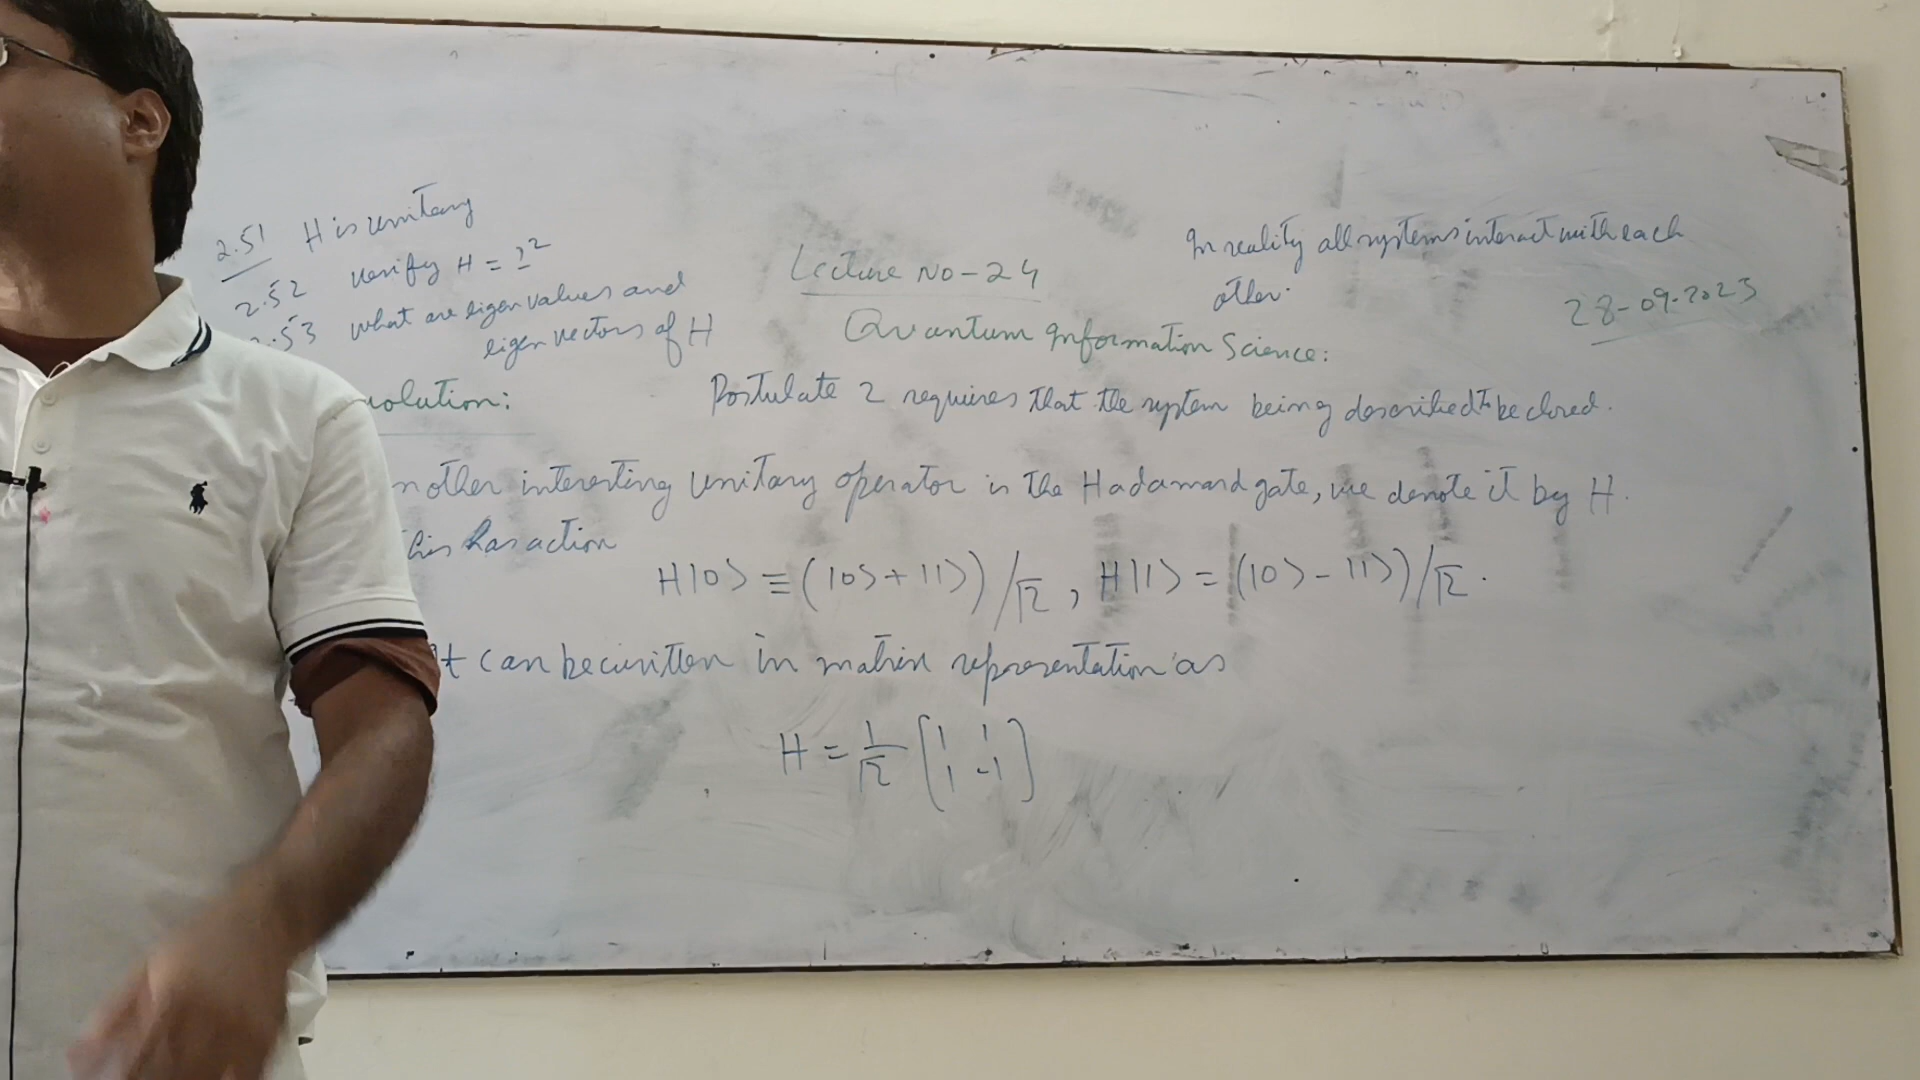 2.51 H is unitary
2.52 verify H = ?²
.53 what are eigen values and
eigen vectors of H
Lecture No-24
Quantum Information Science:
In reality all systems interact with each
other.
28-09-2023
volution:
Postulate 2 requires that the system being described to be closed.
nother interesting unitary operator is the Hadamard gate, we denote it by H.
his has action
H|0> ≡ (|0>+|1>)/√2, H|1> = (|0>-|1>)/√2.
t can be written in matrix representation as
H = 1/√2 [1 1
1 -1]